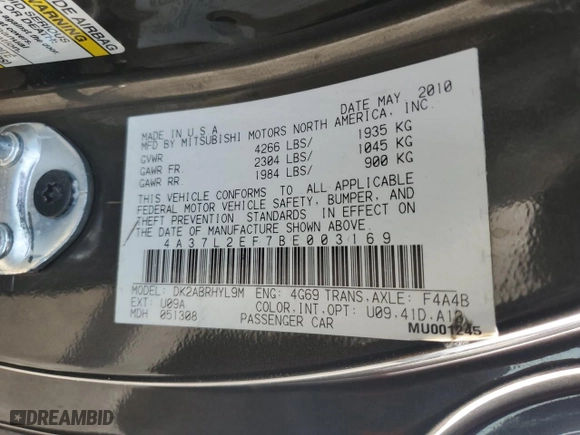 DE AIRBAG
WARNING
OR DEATH.
DATE MAY 2010
MADE IN U.S.A.
MFD BY MITSUBISHI MOTORS NORTH AMERICA, INC.
GVWR 4266 LBS/ 1935 KG
GAWR FR. 2304 LBS/ 1045 KG
GAWR RR. 1984 LBS/ 900 KG
THIS VEHICLE CONFORMS TO ALL APPLICABLE
FEDERAL MOTOR VEHICLE SAFETY, BUMPER, AND
THEFT PREVENTION STANDARDS IN EFFECT ON
THE DATE OF MANUFACTURE SHOWN ABOVE.
4A37L2EF7BE003169
MODEL: DK2ABRHYL9M ENG: 4G69 TRANS.AXLE: F4A4B
EXT: U09A COLOR.INT.OPT: U09.41D.A10
MDH 051308 PASSENGER CAR
MU001245
DREAMBID